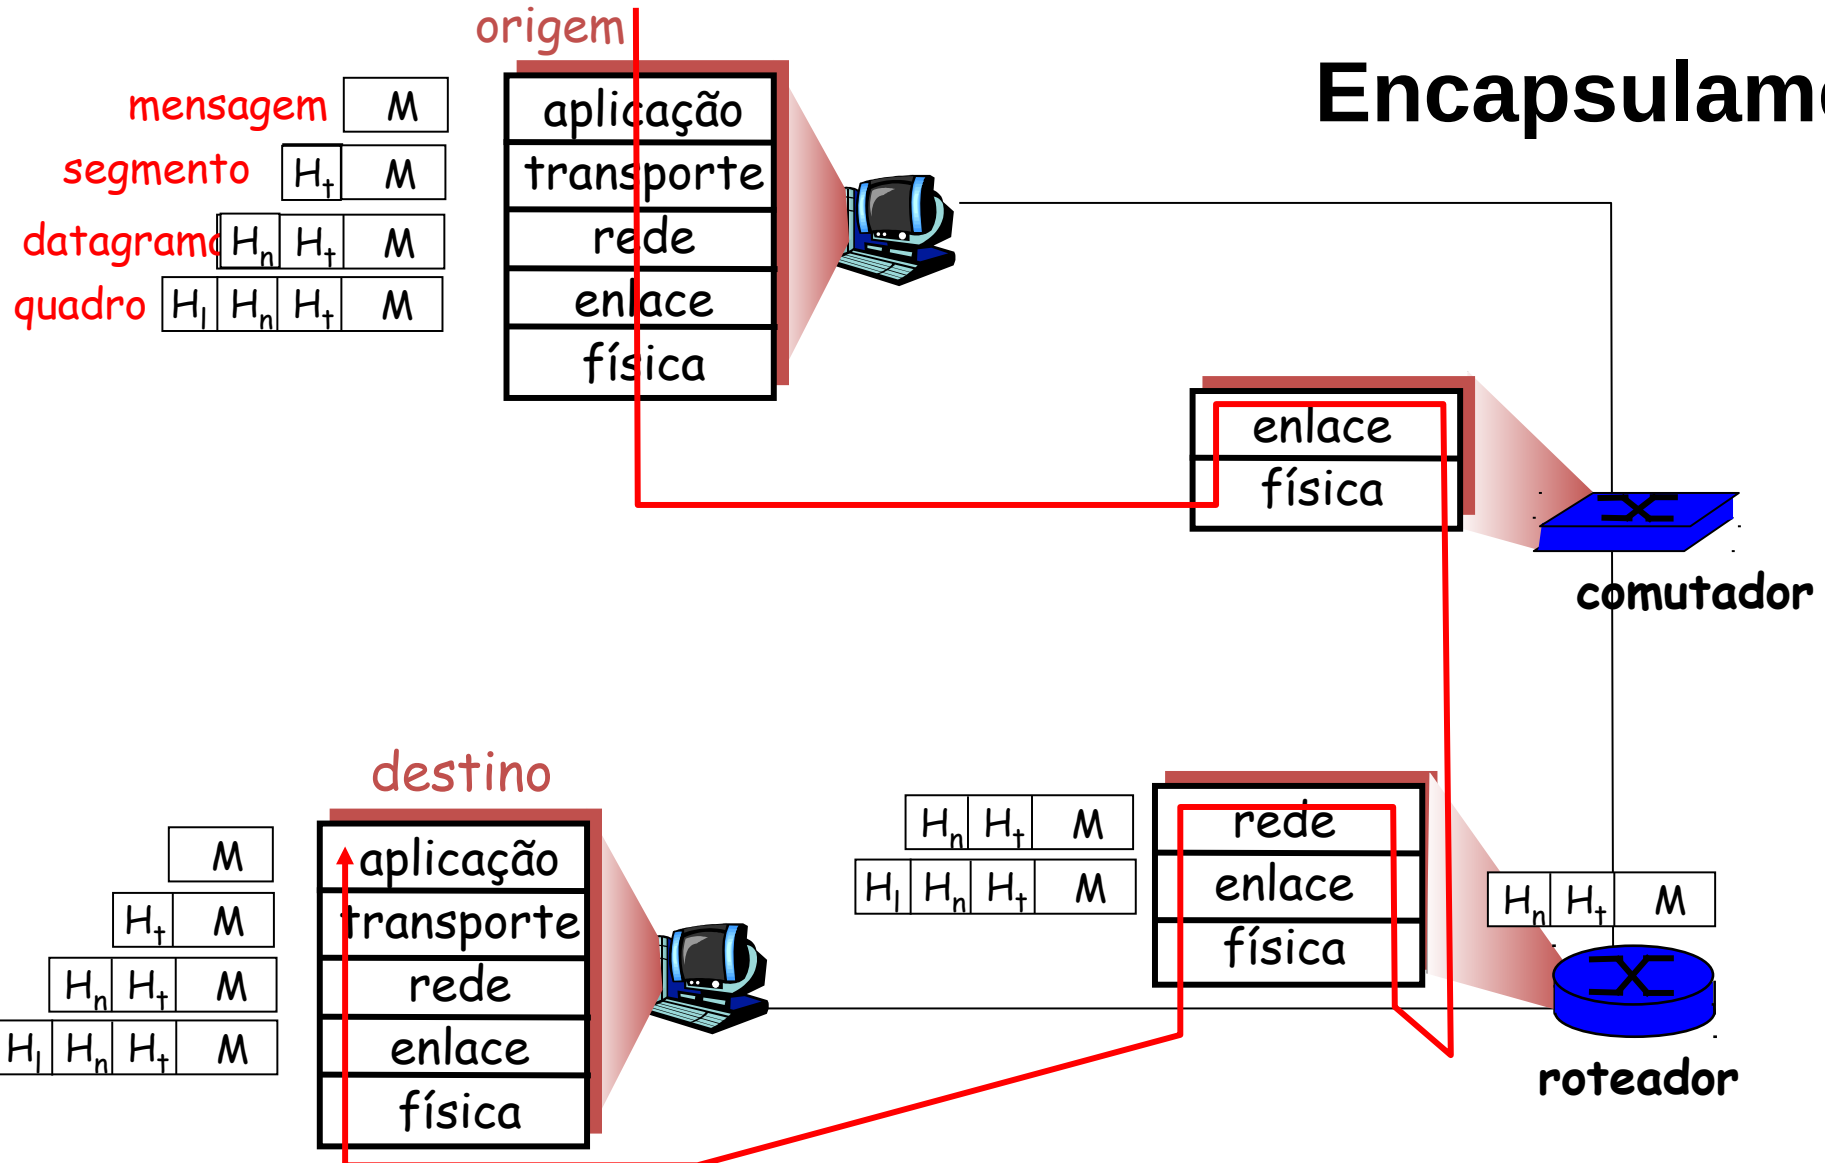 origem
Encapsulam
mensagem M
segmento Ht M
datagrama Hn Ht M
quadro Hl Hn Ht M
aplicação
transporte
rede
enlace
física
enlace
física
comutador
destino
M
Ht M
Hn Ht M
Hl Hn Ht M
aplicação
transporte
rede
enlace
física
Hn Ht M
Hl Hn Ht M
rede
enlace
física
Hn Ht M
roteador